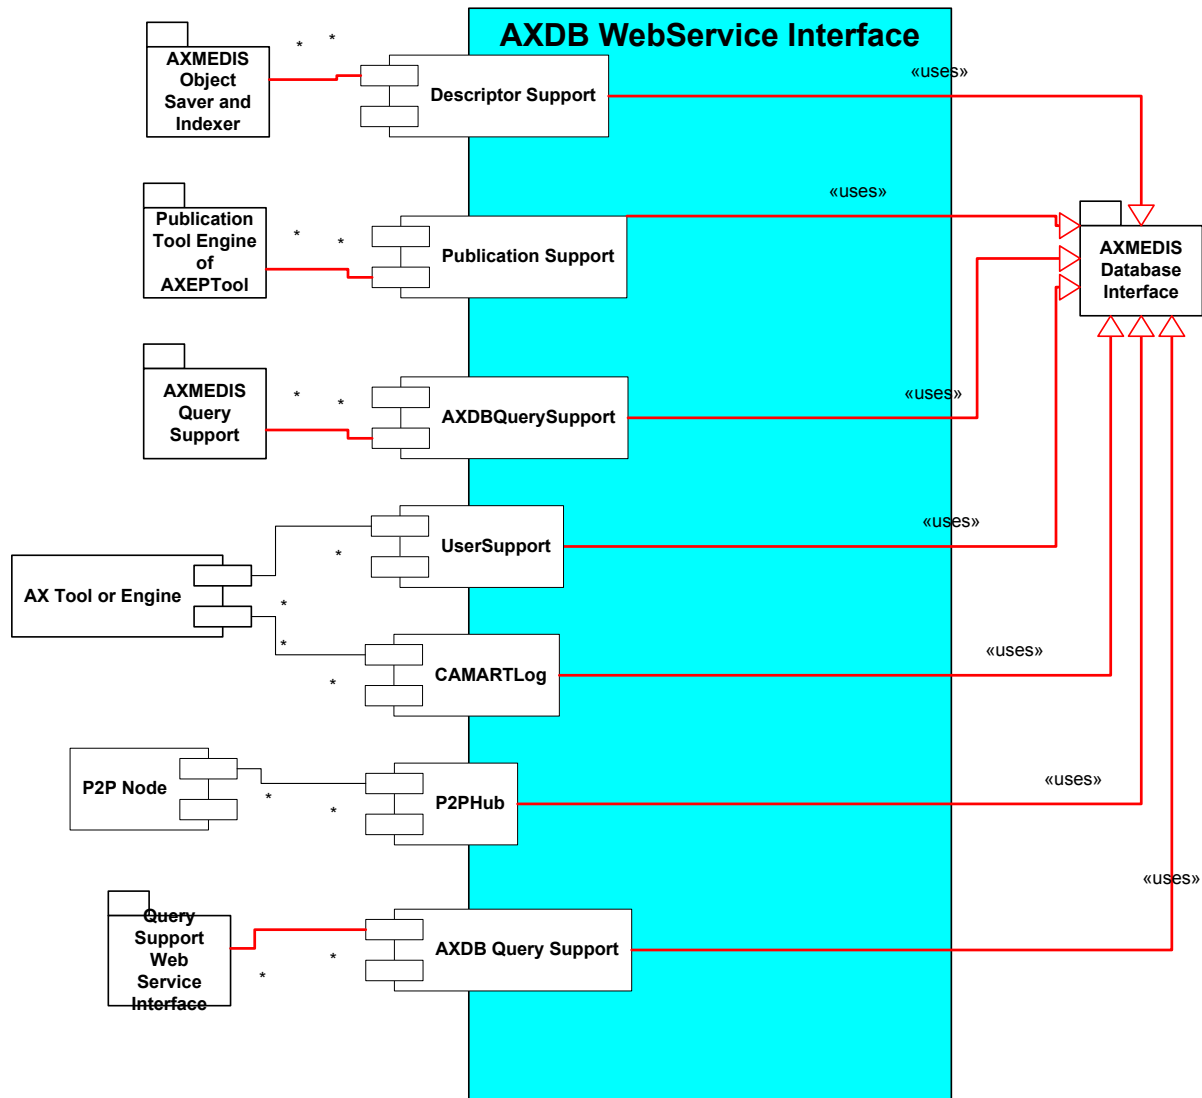 AXDB WebService Interface
AXMEDIS
Object
Saver and
Indexer
*
*
Descriptor Support
«uses»
Publication
Tool Engine
of
AXEPTool
*
*
Publication Support
«uses»
AXMEDIS
Database
Interface
AXMEDIS
Query
Support
*
*
AXDBQuerySupport
«uses»
AX Tool or Engine
*
*
UserSupport
«uses»
*
*
CAMARTLog
«uses»
P2P Node
*
*
P2PHub
«uses»
Query
Support
Web
Service
Interface
*
*
AXDB Query Support
«uses»